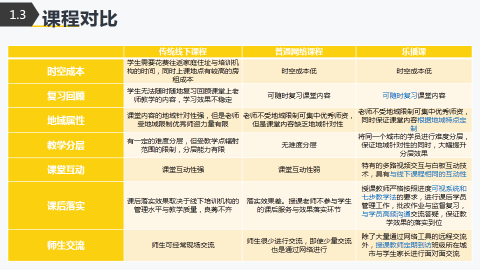 1.3 课程对比
传统线下课程 普通网络课程 乐播课
时空成本
学生需要花费往返家庭住址与培训机
构的时间，同时上课地点有较高的房
租成本
时空成本低
时空成本低
复习回顾
学生无法随时随地复习回顾课堂上老
师教学的内容，学习效果不稳定
可随时复习课堂内容
可随时复习课堂内容
地域属性
课堂内容的地域针对性强，但是老师
受地域限制优秀师资力量有限
老师不受地域限制可集中优秀师资，
但是课堂内容缺乏地域针对性
老师不受地域限制可集中优秀师资，
同时保证课堂内容根据地域特点定
制
教学分层
有一定的难度分层，但受教学点辐射
范围的限制，分层能力有限
无难度分层
将同一个城市的学员进行难度分层，
保证地域针对性的同时，大幅提升
分层效果
课堂互动
课堂互动性强
课堂互动性弱
特有的多路视频交互与白板互动技
术，具有与线下课程相同的互动性
课后落实
课后落实效果取决于线下培训机构的
管理水平与教学质量，良莠不齐
落实效果差。授课老师不参与学生
的课后服务与效果落实环节
授课教师严格按照进度可视系统和
七步教学法的要求，进行课后学员
管理工作，批改作业与监督复习，
与学员高频沟通交流答疑，保证教
学效果的落实到位
师生交流
师生可经常现场交流
师生很少进行交流，即使少量交流
也是通过网络进行
除了大量通过网络工具的远程交流
外，授课教师定期到访班级所在城
市与学生家长进行面对面交流